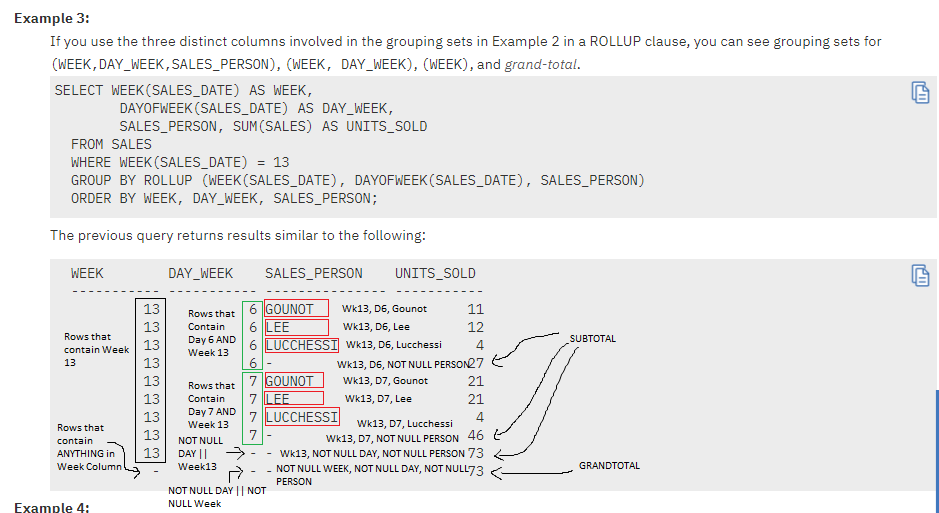 Example 3:
If you use the three distinct columns involved in the grouping sets in Example 2 in a ROLLUP clause, you can see grouping sets for
(WEEK,DAY_WEEK,SALES_PERSON), (WEEK, DAY_WEEK), (WEEK), and grand-total.
SELECT WEEK(SALES_DATE) AS WEEK,
DAYOFWEEK(SALES_DATE) AS DAY_WEEK,
SALES_PERSON, SUM(SALES) AS UNITS_SOLD
FROM SALES
WHERE WEEK(SALES_DATE) = 13
GROUP BY ROLLUP (WEEK(SALES_DATE), DAYOFWEEK(SALES_DATE), SALES_PERSON)
ORDER BY WEEK, DAY_WEEK, SALES_PERSON;
The previous query returns results similar to the following:
WEEK DAY_WEEK SALES_PERSON UNITS_SOLD
----------- ----------- --------------- -----------
13 6 GOUNOT Wk13, D6, Gounot 11
13 6 LEE Wk13, D6, Lee 12
13 6 LUCCHESSI Wk13, D6, Lucchessi 4
13 6 - Wk13, D6, NOT NULL PERSON 27
13 7 GOUNOT Wk13, D7, Gounot 21
13 7 LEE Wk13, D7, Lee 21
13 7 LUCCHESSI Wk13, D7, Lucchessi 4
13 7 - Wk13, D7, NOT NULL PERSON 46
13 - - Wk13, NOT NULL DAY, NOT NULL PERSON 73
- - - NOT NULL WEEK, NOT NULL DAY, NOT NULL 73
PERSON
Rows that
contain Week
13
Rows that
Contain
Day 6 AND
Week 13
Rows that
Contain
Day 7 AND
Week 13
Rows that
contain
ANYTHING in
Week Column
NOT NULL
DAY ||
Week13
NOT NULL DAY || NOT
NULL Week
SUBTOTAL
GRANDTOTAL
Example 4: